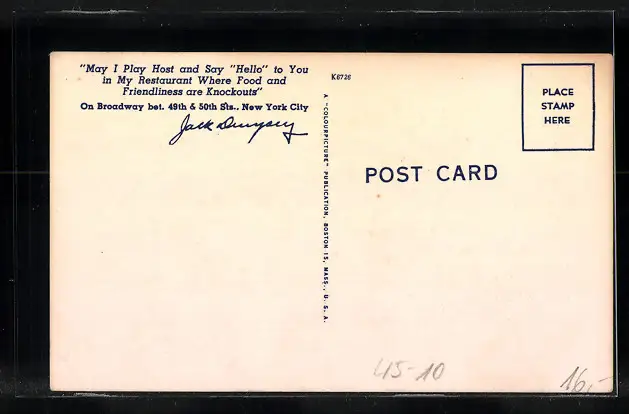 "May I Play Host and Say "Hello" to You
in My Restaurant Where Food and
Friendliness are Knockouts"
On Broadway bet. 49th & 50th Sts., New York City
Jack Dempsey
K6726
A "COLOURPICTURE" PUBLICATION, BOSTON 15, MASS., U. S. A.
PLACE
STAMP
HERE
POST CARD
45-10
16,-